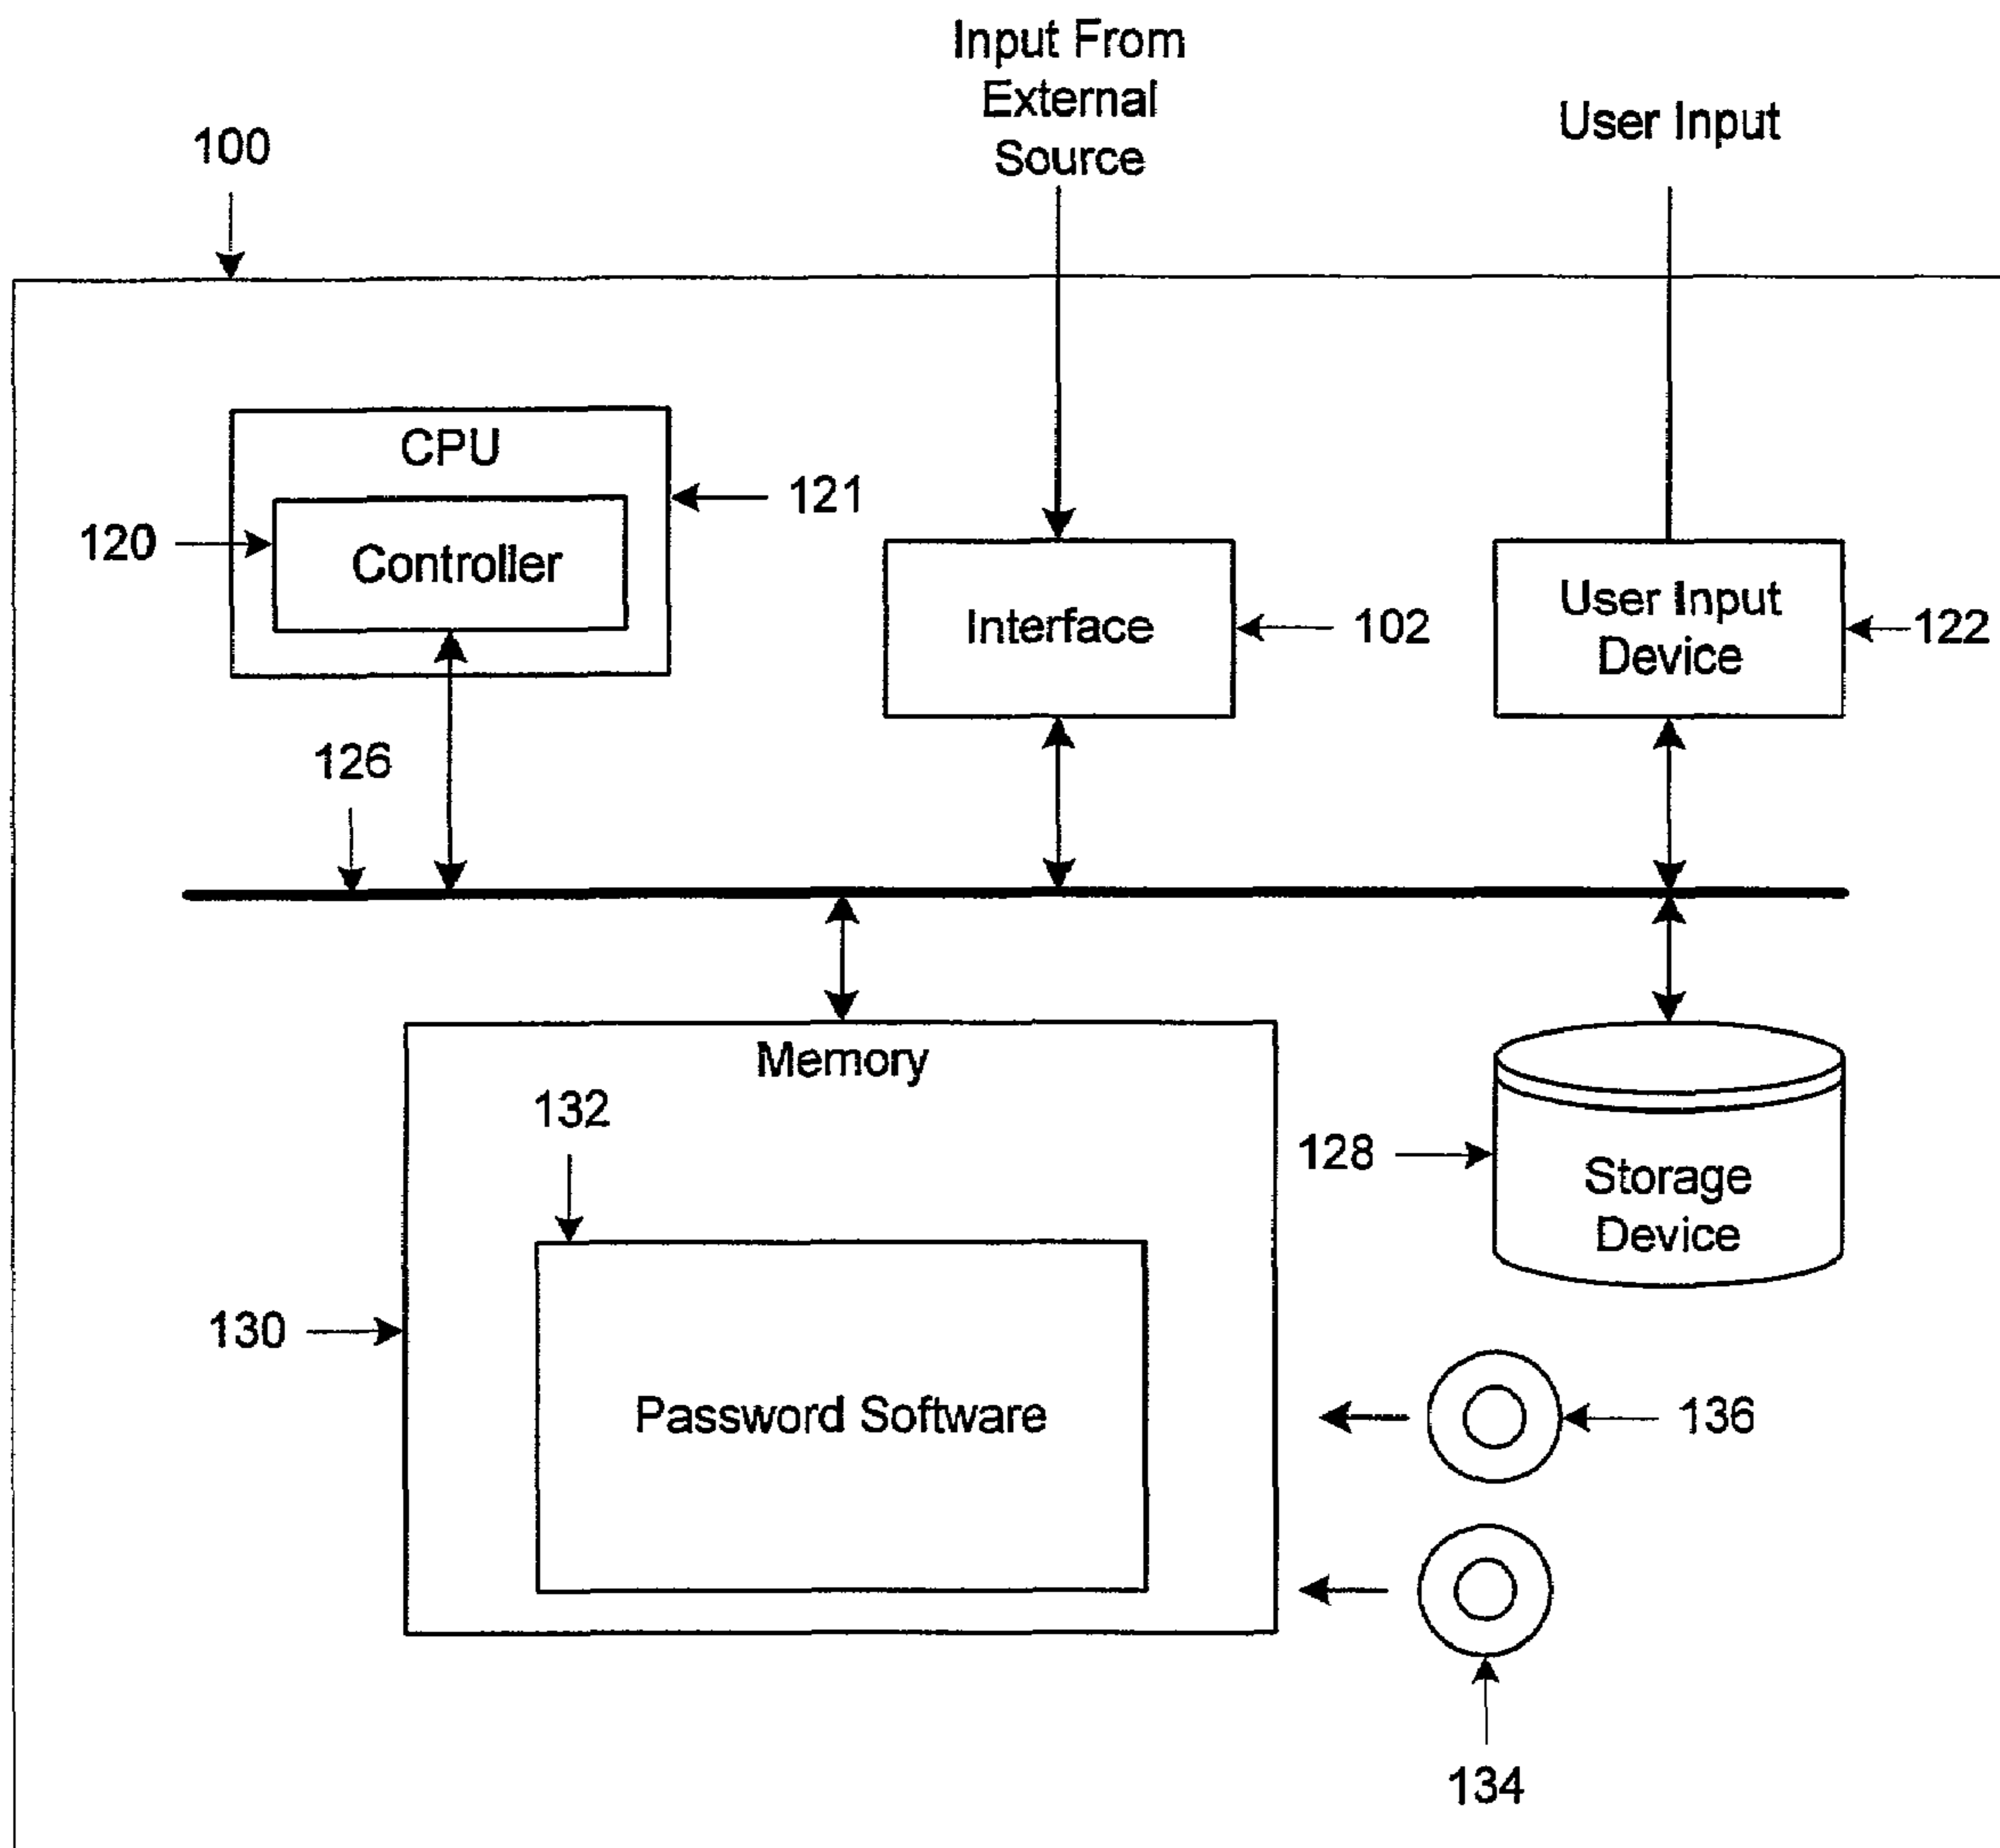 Input From
External
Source
User Input
100
CPU
121
120
Controller
Interface
102
User Input
Device
122
126
Memory
132
128
Storage
Device
130
Password Software
136
134